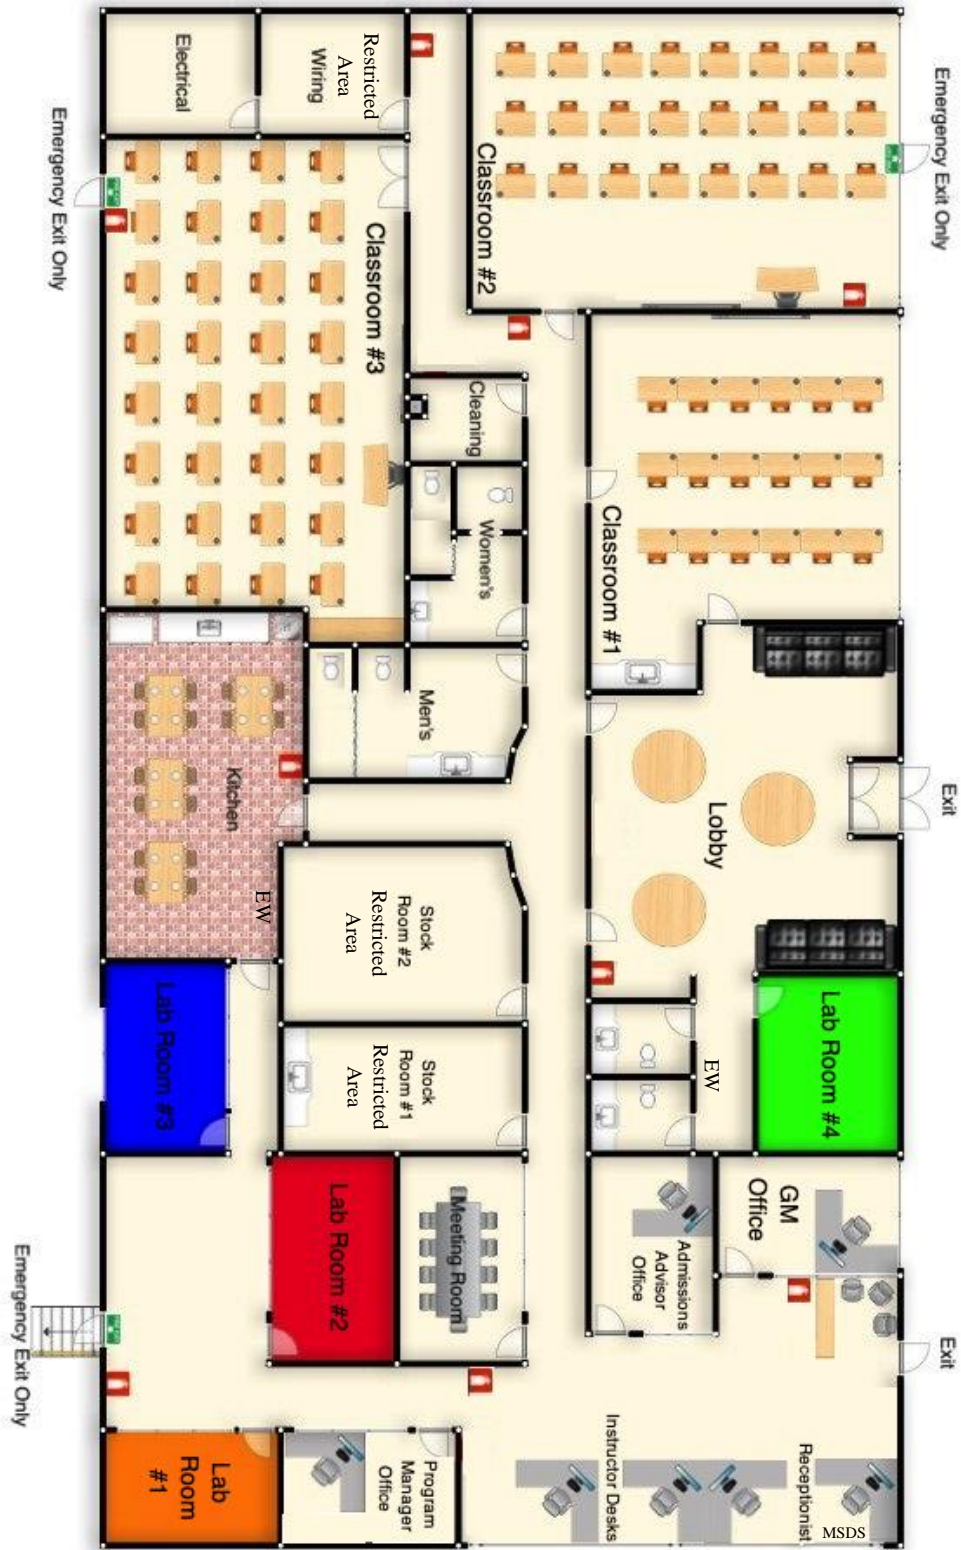 Electrical
Restricted
Area
Wiring
Emergency Exit Only
Classroom #2
Emergency Exit Only
Classroom #3
Cleaning
Women's
Classroom #1
Men's
Kitchen
Lobby
Exit
EW
Stock
Room #2
Restricted
Area
Lab Room #3
Stock
Room #1
Restricted
Area
EW
Lab Room #4
Lab Room #2
Meeting Room
Admissions
Advisor
Office
GM
Office
Exit
Emergency Exit Only
Lab
Room
#1
Program
Manager
Office
Instructor Desks
Receptionist
MSDS